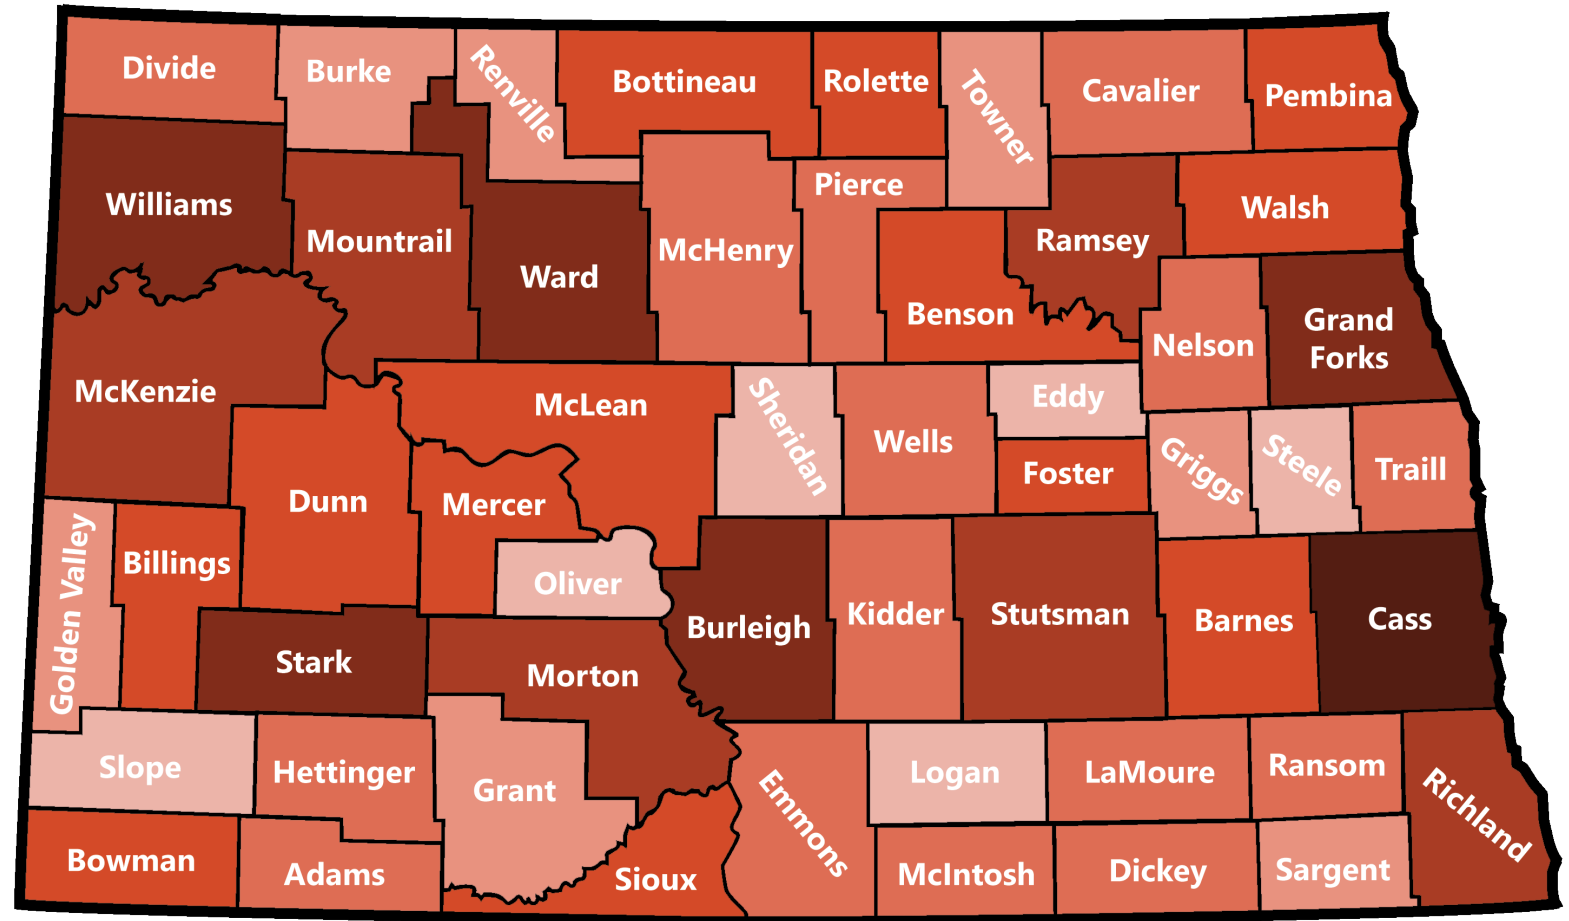 Divide
Burke
Renville
Bottineau
Rolette
Towner
Cavalier
Pembina
Williams
Mountrail
Ward
McHenry
Pierce
Benson
Ramsey
Walsh
Nelson
Grand
Forks
McKenzie
McLean
Sheridan
Wells
Eddy
Foster
Griggs
Steele
Traill
Golden Valley
Billings
Dunn
Mercer
Oliver
Burleigh
Kidder
Stutsman
Barnes
Cass
Stark
Morton
Slope
Hettinger
Grant
Emmons
Logan
LaMoure
Ransom
Richland
Bowman
Adams
Sioux
McIntosh
Dickey
Sargent